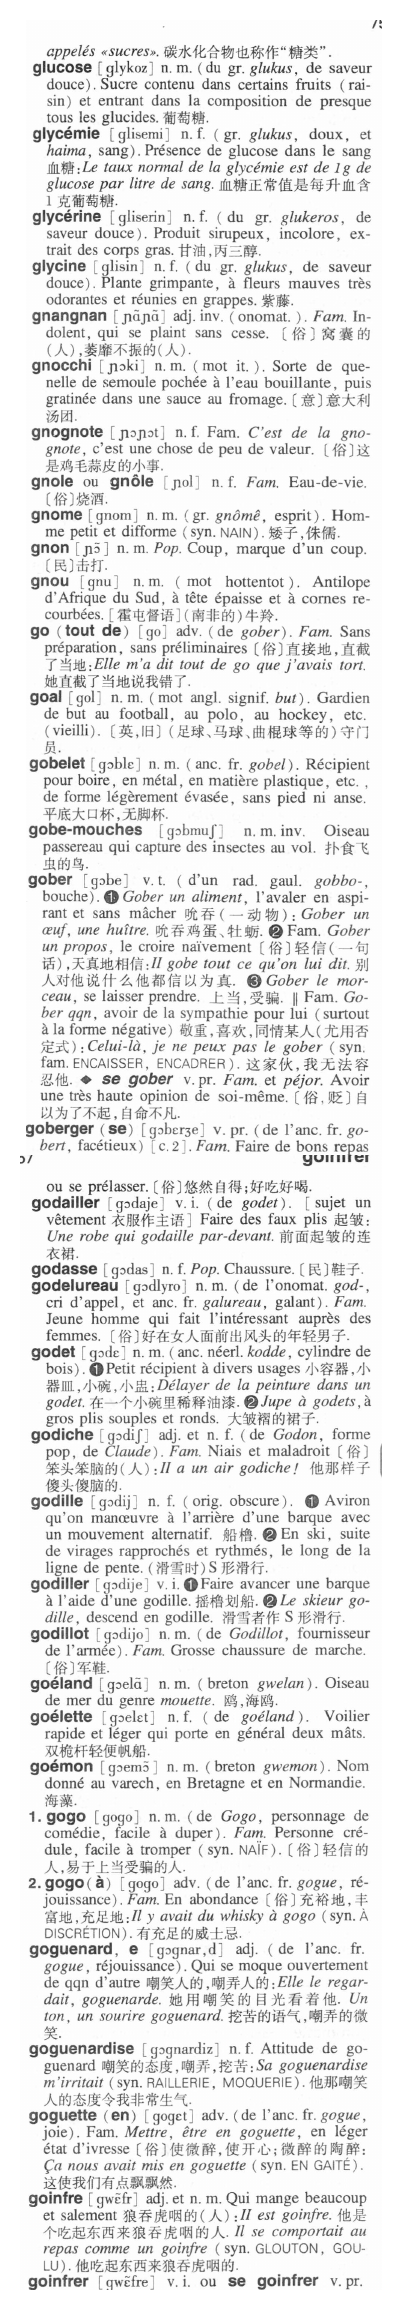 appelés «sucres». 碳水化合物也称作“糖类”.
glucose [glykoz] n. m. (du gr. glukus, de saveur
douce). Sucre contenu dans certains fruits (rai-
sin) et entrant dans la composition de presque
tous les glucides. 葡萄糖.
glycémie [glisemi] n. f. (gr. glukus, doux, et
haima, sang). Présence de glucose dans le sang
血糖:Le taux normal de la glycémie est de 1g de
glucose par litre de sang. 血糖正常值是每升血含
1 克葡萄糖.
glycérine [gliserin] n. f. (du gr. glukeros, de
saveur douce). Produit sirupeux, incolore, ex-
trait des corps gras. 甘油,丙三醇.
glycine [glisin] n. f. (du gr. glukus, de saveur
douce). Plante grimpante, à fleurs mauves très
odorantes et réunies en grappes. 紫藤.
gnangnan [ɲɑ̃ɲɑ̃] adj. inv. (onomat.). Fam. In-
dolent, qui se plaint sans cesse. 〔俗〕窝囊的
(人),萎靡不振的(人).
gnocchi [ɲɔki] n. m. (mot it.). Sorte de que-
nelle de semoule pochée à l'eau bouillante, puis
gratinée dans une sauce au fromage. [意]意大利
汤团.
gnognote [ɲɔɲɔt] n. f. Fam. C'est de la gno-
gnote, c'est une chose de peu de valeur. 〔俗〕这
是鸡毛蒜皮的小事.
gnole ou gnôle [ɲol] n. f. Fam. Eau-de-vie.
〔俗〕烧酒.
gnome [gnom] n. m. (gr. gnômê, esprit). Hom-
me petit et difforme (syn. NAIN). 矮子,侏儒.
gnon [ɲɔ̃] n. m. Pop. Coup, marque d'un coup.
〔民〕击打.
gnou [gnu] n. m. (mot hottentot). Antilope
d'Afrique du Sud, à tête épaisse et à cornes re-
courbées. [霍屯督语](南非的)牛羚.
go (tout de) [go] adv. (de gober). Fam. Sans
préparation, sans préliminaires 〔俗〕直接地,直截
了当地:Elle m'a dit tout de go que j'avais tort.
她直截了当地说我错了.
goal [gol] n. m. (mot angl. signif. but). Gardien
de but au football, au polo, au hockey, etc.
(vieilli). 〔英,旧〕(足球、马球、曲棍球等的)守门
员.
gobelet [gɔblɛ] n. m. (anc. fr. gobel). Récipient
pour boire, en métal, en matière plastique, etc.,
de forme légèrement évasée, sans pied ni anse.
平底大口杯,无脚杯.
gobe-mouches [gɔbmuʃ] n. m. inv. Oiseau
passereau qui capture des insectes au vol. 扑食飞
虫的鸟.
gober [gɔbe] v. t. (d'un rad. gaul. gobbo-,
bouche). ❶ Gober un aliment, l'avaler en aspi-
rant et sans mâcher 吮吞(一动物): Gober un
œuf, une huître. 吮吞鸡蛋、牡蛎. ❷ Fam. Gober
un propos, le croire naïvement 〔俗〕轻信(一句
话),天真地相信:Il gobe tout ce qu'on lui dit. 别
人对他说什么他都信以为真. ❸ Gober le mor-
ceau, se laisser prendre. 上当,受骗. ‖ Fam. Go-
ber qqn, avoir de la sympathie pour lui (surtout
à la forme négative) 敬重,喜欢,同情某人(尤用否
定式):Celui-là, je ne peux pas le gober (syn.
fam. ENCAISSER, ENCADRER). 这家伙,我无法容
忍他. ◆ se gober v. pr. Fam. et péjor. Avoir
une très haute opinion de soi-même. 〔俗,贬〕自
以为了不起,自命不凡.
goberger (se) [gɔbɛrʒe] v. pr. (de l'anc. fr. go-
bert, facétieux) [c. 2]. Fam. Faire de bons repas
ou se prélasser. 〔俗〕悠然自得;好吃好喝.
godailler [gɔdaje] v. i. (de godet). [sujet un
vêtement 衣服作主语] Faire des faux plis 起皱:
Une robe qui godaille par-devant. 前面起皱的连
衣裙.
godasse [gɔdas] n. f. Pop. Chaussure. 〔民〕鞋子.
godelureau [gɔdlyro] n. m. (de l'onomat. god-,
cri d'appel, et anc. fr. galureau, galant). Fam.
Jeune homme qui fait l'intéressant auprès des
femmes. 〔俗〕好在女人面前出风头的年轻男子.
godet [gɔdɛ] n. m. (anc. néerl. kodde, cylindre de
bois). ❶ Petit récipient à divers usages 小容器,小
器皿,小碗,小盅:Délayer de la peinture dans un
godet. 在一个小碗里稀释油漆. ❷ Jupe à godets, à
gros plis souples et ronds. 大皱褶的裙子.
godiche [gɔdiʃ] adj. et n. f. (de Godon, forme
pop, de Claude). Fam. Niais et maladroit 〔俗〕
笨头笨脑的(人):Il a un air godiche! 他那样子
傻头傻脑的.
godille [gɔdij] n. f. (orig. obscure). ❶ Aviron
qu'on manœuvre à l'arrière d'une barque avec
un mouvement alternatif. 船橹. ❷ En ski, suite
de virages rapprochés et rythmés, le long de la
ligne de pente. (滑雪时)S 形滑行.
godiller [gɔdije] v. i. ❶ Faire avancer une barque
à l'aide d'une godille. 摇橹划船. ❷ Le skieur go-
dille, descend en godille. 滑雪者作 S 形滑行.
godillot [gɔdijo] n. m. (de Godillot, fournisseur
de l'armée). Fam. Grosse chaussure de marche.
〔俗〕军鞋.
goéland [gɔelɑ̃] n. m. (breton gwelan). Oiseau
de mer du genre mouette. 鸥,海鸥.
goélette [gɔelɛt] n. f. (de goéland). Voilier
rapide et léger qui porte en général deux mâts.
双桅杆轻便帆船.
goémon [gɔemɔ̃] n. m. (breton gwemon). Nom
donné au varech, en Bretagne et en Normandie.
海藻.
1. gogo [gogo] n. m. (de Gogo, personnage de
comédie, facile à duper). Fam. Personne cré-
dule, facile à tromper (syn. NAÏF). 〔俗〕轻信的
人,易于上当受骗的人.
2. gogo(à) [gogo] adv. (de l'anc. fr. gogue, ré-
jouissance). Fam. En abondance 〔俗〕充裕地,丰
富地,充足地:Il y avait du whisky à gogo (syn. À
DISCRÉTION). 有充足的威士忌.
goguenard, e [gɔgnar,d] adj. (de l'anc. fr.
gogue, réjouissance). Qui se moque ouvertement
de qqn d'autre 嘲笑人的,嘲弄人的:Elle le regar-
dait, goguenarde. 她用嘲笑的目光看着他. Un
ton, un sourire goguenard. 挖苦的语气,嘲弄的微
笑.
goguenardise [gɔgnardiz] n. f. Attitude de go-
guenard 嘲笑的态度,嘲弄,挖苦:Sa goguenardise
m'irritait (syn. RAILLERIE, MOQUERIE). 他那嘲笑
人的态度令我非常生气.
goguette (en) [gogɛt] adv. (de l'anc. fr. gogue,
joie). Fam. Mettre, être en goguette, en léger
état d'ivresse 〔俗〕使微醉,使开心;微醉的陶醉:
Ça nous avait mis en goguette (syn. EN GAITÉ).
这使我们有点飘飘然.
goinfre [gwɛ̃fr] adj. et n. m. Qui mange beaucoup
et salement 狼吞虎咽的(人):Il est goinfre. 他是
个吃起东西来狼吞虎咽的人. Il se comportait au
repas comme un goinfre (syn. GLOUTON, GOU-
LU). 他吃起东西来狼吞虎咽的.
goinfrer [gwɛ̃fre] v. i. ou se goinfrer v. pr.